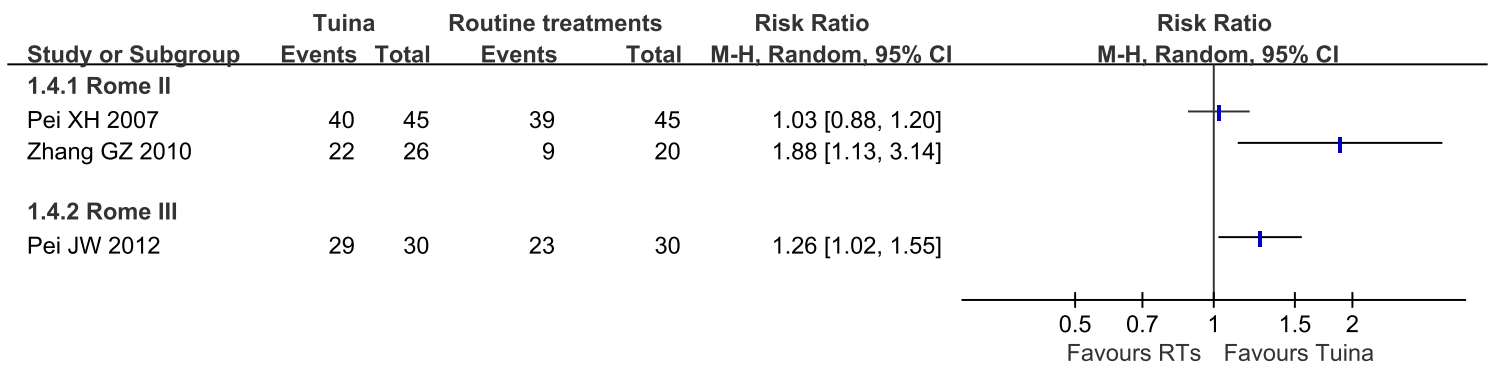 Tuina Routine treatments Risk Ratio Risk Ratio
Study or Subgroup Events Total Events Total M-H, Random, 95% CI M-H, Random, 95% CI
1.4.1 Rome II
Pei XH 2007 40 45 39 45 1.03 [0.88, 1.20]
Zhang GZ 2010 22 26 9 20 1.88 [1.13, 3.14]
1.4.2 Rome III
Pei JW 2012 29 30 23 30 1.26 [1.02, 1.55]
0.5 0.7 1 1.5 2
Favours RTs Favours Tuina